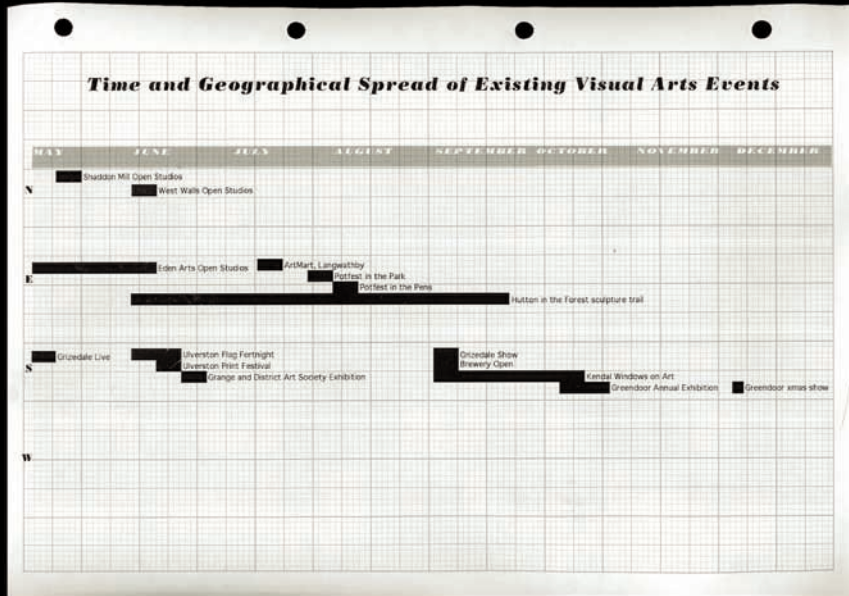 Time and Geographical Spread of Existing Visual Arts Events
MAY JUNE JULY AUGUST SEPTEMBER OCTOBER NOVEMBER DECEMBER
Shaddon Mill Open Studios
N
West Walls Open Studios
ArtMart, Langwathby
Eden Arts Open Studios
Potfest in the Park
E
Potfest in the Pens
Hutton in the Forest sculpture trail
Ulverston Flag Fortnight
Grizedale Show
Grizedale Live
Ulverston Print Festival
Brewery Open
S
Grange and District Art Society Exhibition
Kendal Windows on Art
Greendoor Annual Exhibition
Greendoor xmas show
W